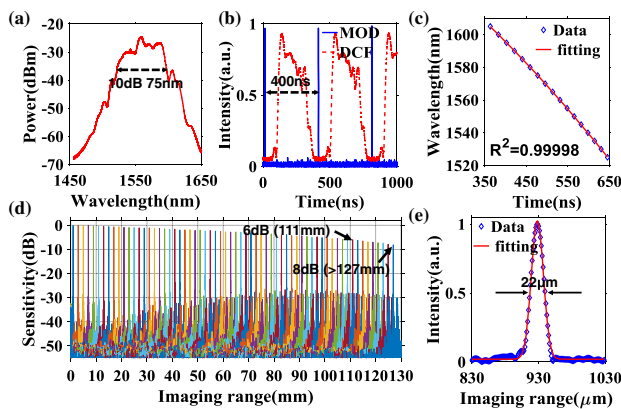 (a)
-20
-30
-40
-50
-60
-70
Power(dBm)
10dB 75nm
1450 1550 1650
Wavelength(nm)
(b)
1
0.5
0
Intensity(a.u.)
MOD
DCF
400ns
0 500 1000
Time(ns)
(c)
1600
1580
1560
1540
1520
Wavelength(nm)
Data
fitting
R²=0.99998
350 450 550 650
Time(ns)
(d)
0
-10
-20
-30
-40
-50
Sensitivity(dB)
6dB (111mm)
8dB (>127mm)
0 10 20 30 40 50 60 70 80 90 100 110 120 130
Imaging range(mm)
(e)
1
0.5
0
Intensity(a.u.)
Data
fitting
22μm
830 930 1030
Imaging range(μm)